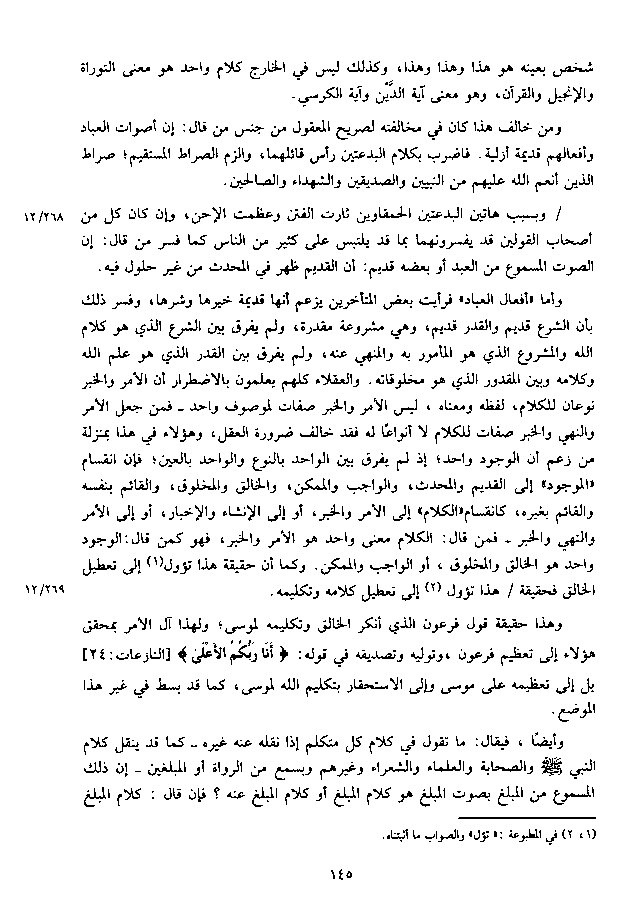 شخص بعينه هو هذا وهذا وهذا، وكذلك ليس في الخارج كلام واحد هو معنى التوراة
والإنجيل والقرآن، وهو معنى آية الدَّيْن وآية الكرسي.
ومن خالف هذا كان في مخالفته لصريح المعقول من جنس من قال: إن أصوات العباد
وأفعالهم قديمة أزلية. فاضرب بكلام البدعتين رأس قائلهما، والزم الصراط المستقيم؛ صراط
الذين أنعم الله عليهم من النبيين والصديقين والشهداء والصالحين.
١٢/٢٦٨ / وبسبب هاتين البدعتين الحمقاوين ثارت الفتن وعظمت الإحن، وإن كان كل من
أصحاب القولين قد يفسرونهما بما قد يلتبس على كثير من الناس كما فسر من قال: إن
الصوت المسموع من العبد أو بعضه قديم: أن القديم ظهر في المحدث من غير حلول فيه.
وأما «أفعال العباد» فرأيت بعض المتأخرين يزعم أنها قديمة خيرها وشرها، وفسر ذلك
بأن الشرع قديم والقدر قديم، وهي مشروعة مقدرة، ولم يفرق بين الشرع الذي هو كلام
الله والمشروع الذي هو المأمور به والمنهي عنه، ولم يفرق بين القدر الذي هو علم الله
وكلامه وبين المقدور الذي هو مخلوقاته. والعقلاء كلهم يعلمون بالاضطرار أن الأمر والخبر
نوعان للكلام، لفظه ومعناه ، ليس الأمر والخبر صفات لموصوف واحد ـ فمن جعل الأمر
والنهي والخبر صفات للكلام لا أنواعًا له فقد خالف ضرورة العقل، وهؤلاء في هذا بمنزلة
من زعم أن الوجود واحد؛ إذ لم يفرق بين الواحد بالنوع والواحد بالعين؛ فإن انقسام
«الموجود» إلى القديم والمحدث، والواجب والممكن، والخالق والمخلوق، والقائم بنفسه
والقائم بغيره، كانقسام«الكلام» إلى الأمر والخبر، أو إلى الإنشاء والإخبار، أو إلى الأمر
والنهي والخبر ـ فمن قال: الكلام معنى واحد هو الأمر والخبر، فهو كمن قال:الوجود
واحد هو الخالق والمخلوق ، أو الواجب والممكن. وكما أن حقيقة هذا تؤول(١) إلى تعطيل
١٢/٢٦٩ الخالق فحقيقة / هذا تؤول (٢) إلى تعطيل كلامه وتكليمه.
وهذا حقيقة قول فرعون الذي أنكر الخالق وتكليمه لموسى؛ ولهذا آل الأمر بمحقق
هؤلاء إلى تعظيم فرعون ،وتوليه وتصديقه في قوله: ﴿ أَنَا رَبُّكُمُ الْأَعْلَىٰ ﴾ [النازعات:٢٤]
بل إلى تعظيمه على موسى وإلى الاستحقار بتكليم الله لموسى، كما قد بسط في غير هذا
الموضع.
وأيضًا ، فيقال: ما تقول في كلام كل متكلم إذا نقله عنه غيره ـ كما قد ينقل كلام
النبي ﷺ والصحابة والعلماء والشعراء وغيرهم ويسمع من الرواة أو المبلغين ـ إن ذلك
المسموع من المبلغ بصوت المبلغ هو كلام المبلغ أو كلام المبلغ عنه ؟ فإن قال : كلام المبلغ
(١، ٢) في المطبوعة :«تؤل» والصواب ما أثبتناه.
١٤٥